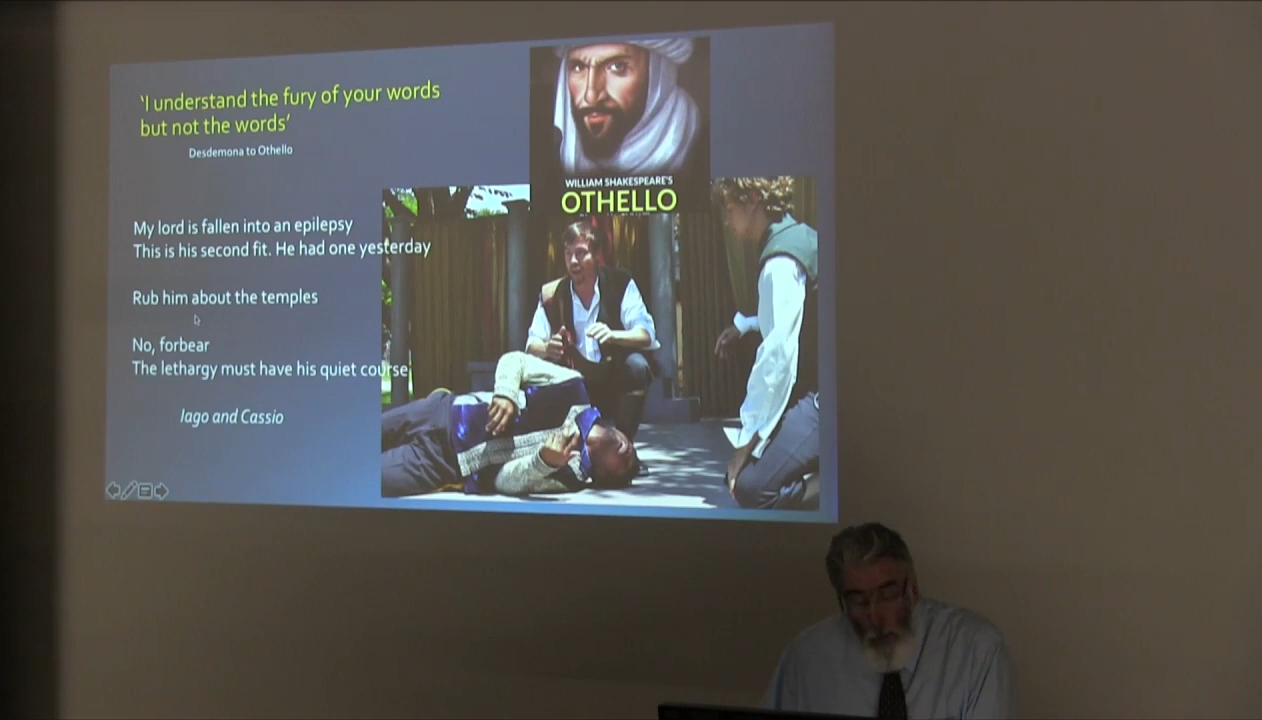 ‘I understand the fury of your words
but not the words’
Desdemona to Othello
My lord is fallen into an epilepsy
This is his second fit. He had one yesterday
Rub him about the temples
No, forbear
The lethargy must have his quiet course
Iago and Cassio
WILLIAM SHAKESPEARE'S
OTHELLO